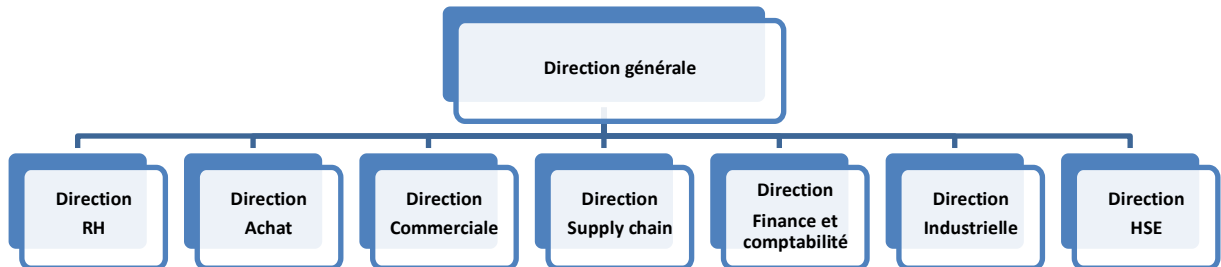 Direction générale
Direction
RH
Direction
Achat
Direction
Commerciale
Direction
Supply chain
Direction
Finance et
comptabilité
Direction
Industrielle
Direction
HSE